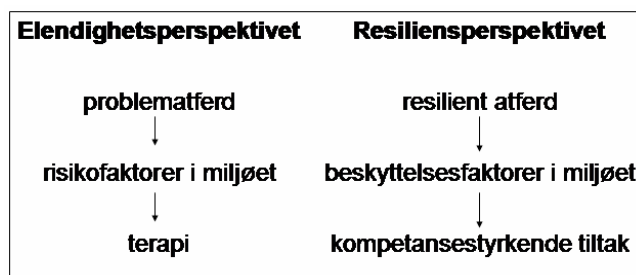 Elendighetsperspektivet
problematferd
risikofaktorer i miljøet
terapi
Resiliensperspektivet
resilient atferd
beskyttelsesfaktorer i miljøet
kompetansestyrkende tiltak